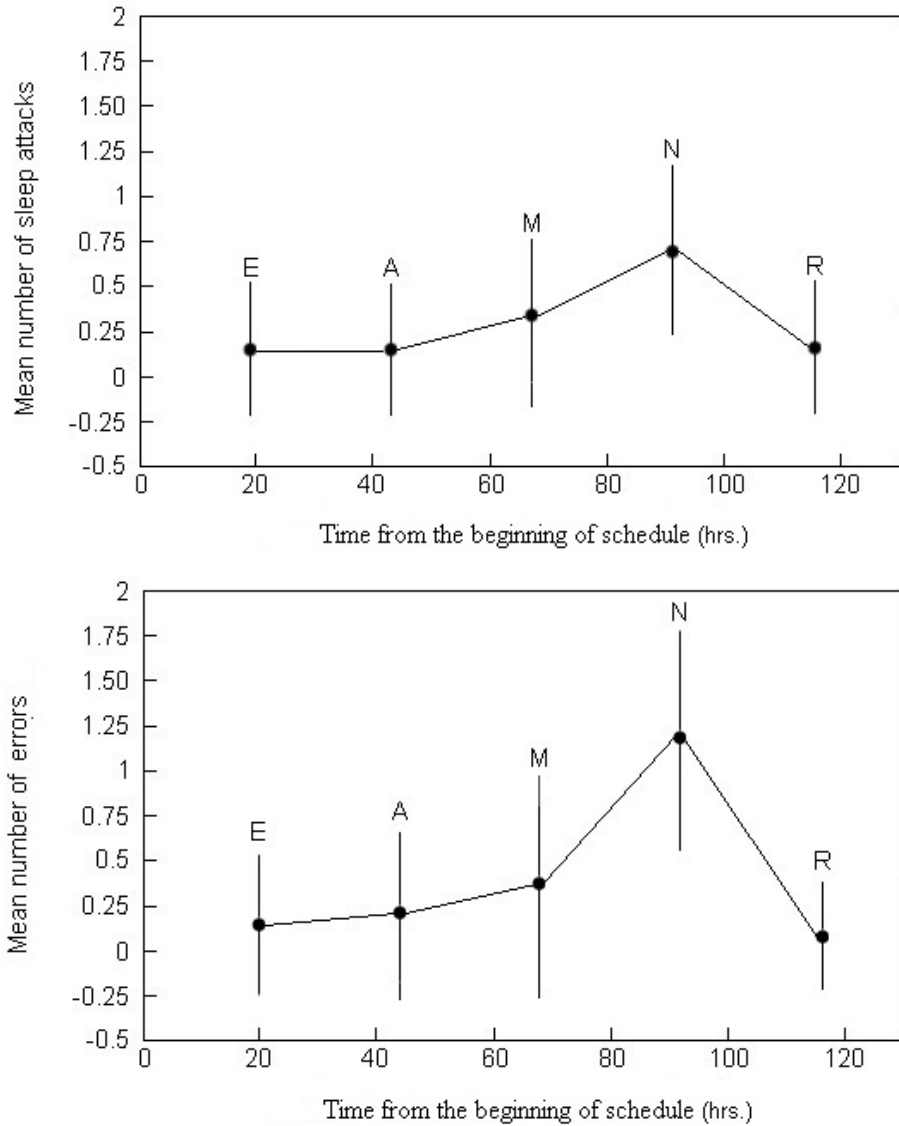 2
1.75
1.50
1.25
1
0.75
0.5
0.25
0
-0.25
-0.5
Mean number of sleep attacks
E
A
M
N
R
0 20 40 60 80 100 120
Time from the beginning of schedule (hrs.)
2
1.75
1.50
1.25
1
0.75
0.5
0.25
0
-0.25
-0.5
Mean number of errors
E
A
M
N
R
0 20 40 60 80 100 120
Time from the beginning of schedule (hrs.)